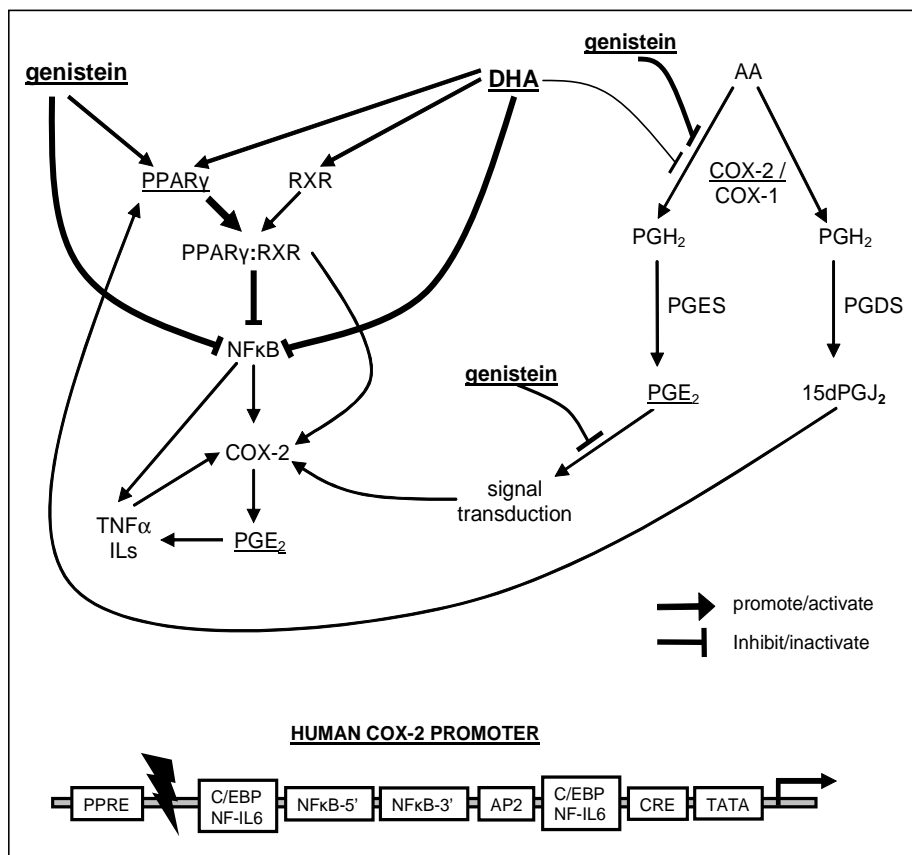 genistein
genistein
DHA
AA
PPARγ
RXR
COX-2 /
COX-1
PPARγ:RXR
PGH2
PGH2
PGES
PGDS
NFκB
genistein
PGE2
15dPGJ2
COX-2
signal
transduction
TNFα
ILs
PGE2
promote/activate
Inhibit/inactivate
HUMAN COX-2 PROMOTER
PPRE
C/EBP
NF-IL6
NFκB-5'
NFκB-3'
AP2
C/EBP
NF-IL6
CRE
TATA